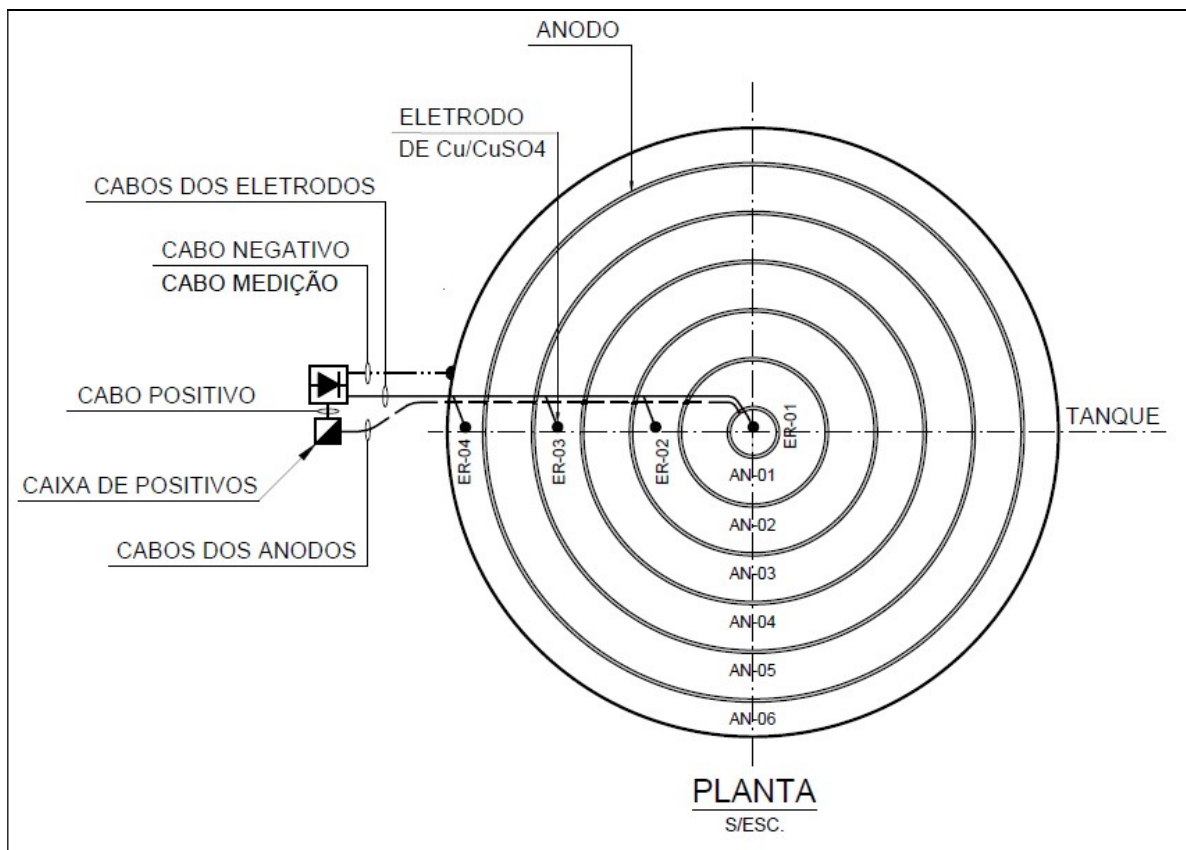 ANODO
ELETRODO
DE Cu/CuSO4
CABOS DOS ELETRODOS
CABO NEGATIVO
CABO MEDIÇÃO
CABO POSITIVO
CAIXA DE POSITIVOS
CABOS DOS ANODOS
TANQUE
ER-04
ER-03
ER-02
ER-01
AN-01
AN-02
AN-03
AN-04
AN-05
AN-06
PLANTA
S/ESC.